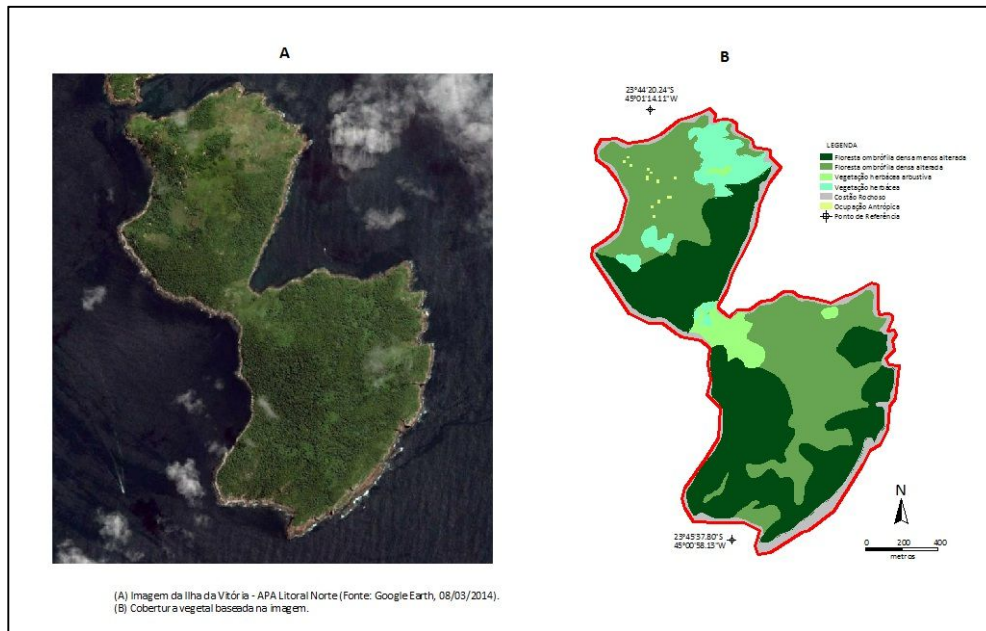 A
B
23°44'20.24"S
45°01'14.11"W
LEGENDA
Floresta ombrófila densa menos alterada
Floresta ombrófila densa alterada
Vegetação herbácea arbustiva
Vegetação herbácea
Costão Rochoso
Ocupação Antrópica
Ponto de Referência
N
23°45'37.80"S
45°00'58.13"W
0 200 400
metros
(A) Imagem da Ilha da Vitória - APA Litoral Norte (Fonte: Google Earth, 08/03/2014).
(B) Cobertura vegetal baseada na imagem.